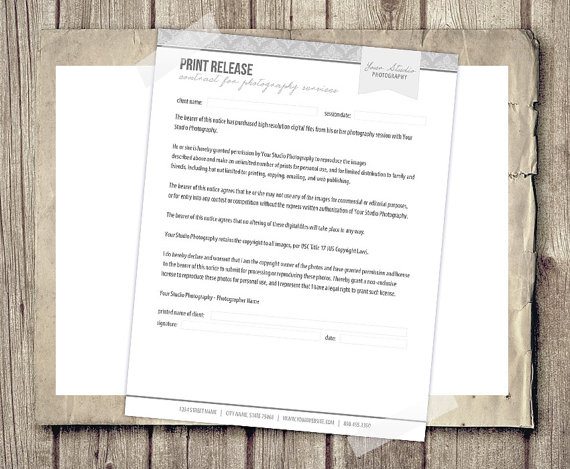 PRINT RELEASE
contract for photography services
Your Studio
PHOTOGRAPHY
client name:
session date:
The bearer of this notice has purchased high resolution digital files from his or her photography session with Your
Studio Photography.
He or she is hereby granted permission by Your Studio Photography to reproduce the images
described above and make an unlimited number of prints for personal use, and for limited distribution to family and
friends, including but not limited for printing, copying, emailing, and web publishing.
The bearer of this notice agrees that he or she may not use any of the images for commercial or editorial purposes,
or for entry into any contest or competition without the express written authorization of Your Studio Photography.
The bearer of this notice agrees that no altering of these digital files will take place in any way.
Your Studio Photography retains the copyright to all images, per USC Title 17 (US Copyright Law).
I do hereby declare and warrant that I am the copyright owner of the photos and have granted permission and license
to the bearer of this notice to submit for processing or reproducing these photos. I hereby grant a non-exclusive
license to reproduce these photos for personal use, and I represent that I have a legal right to grant such license.
Your Studio Photography - Photographer Name
printed name of client:
signature:
date:
1234 STREET NAME | CITY NAME, STATE | WWW.YOURWEBSITE.COM